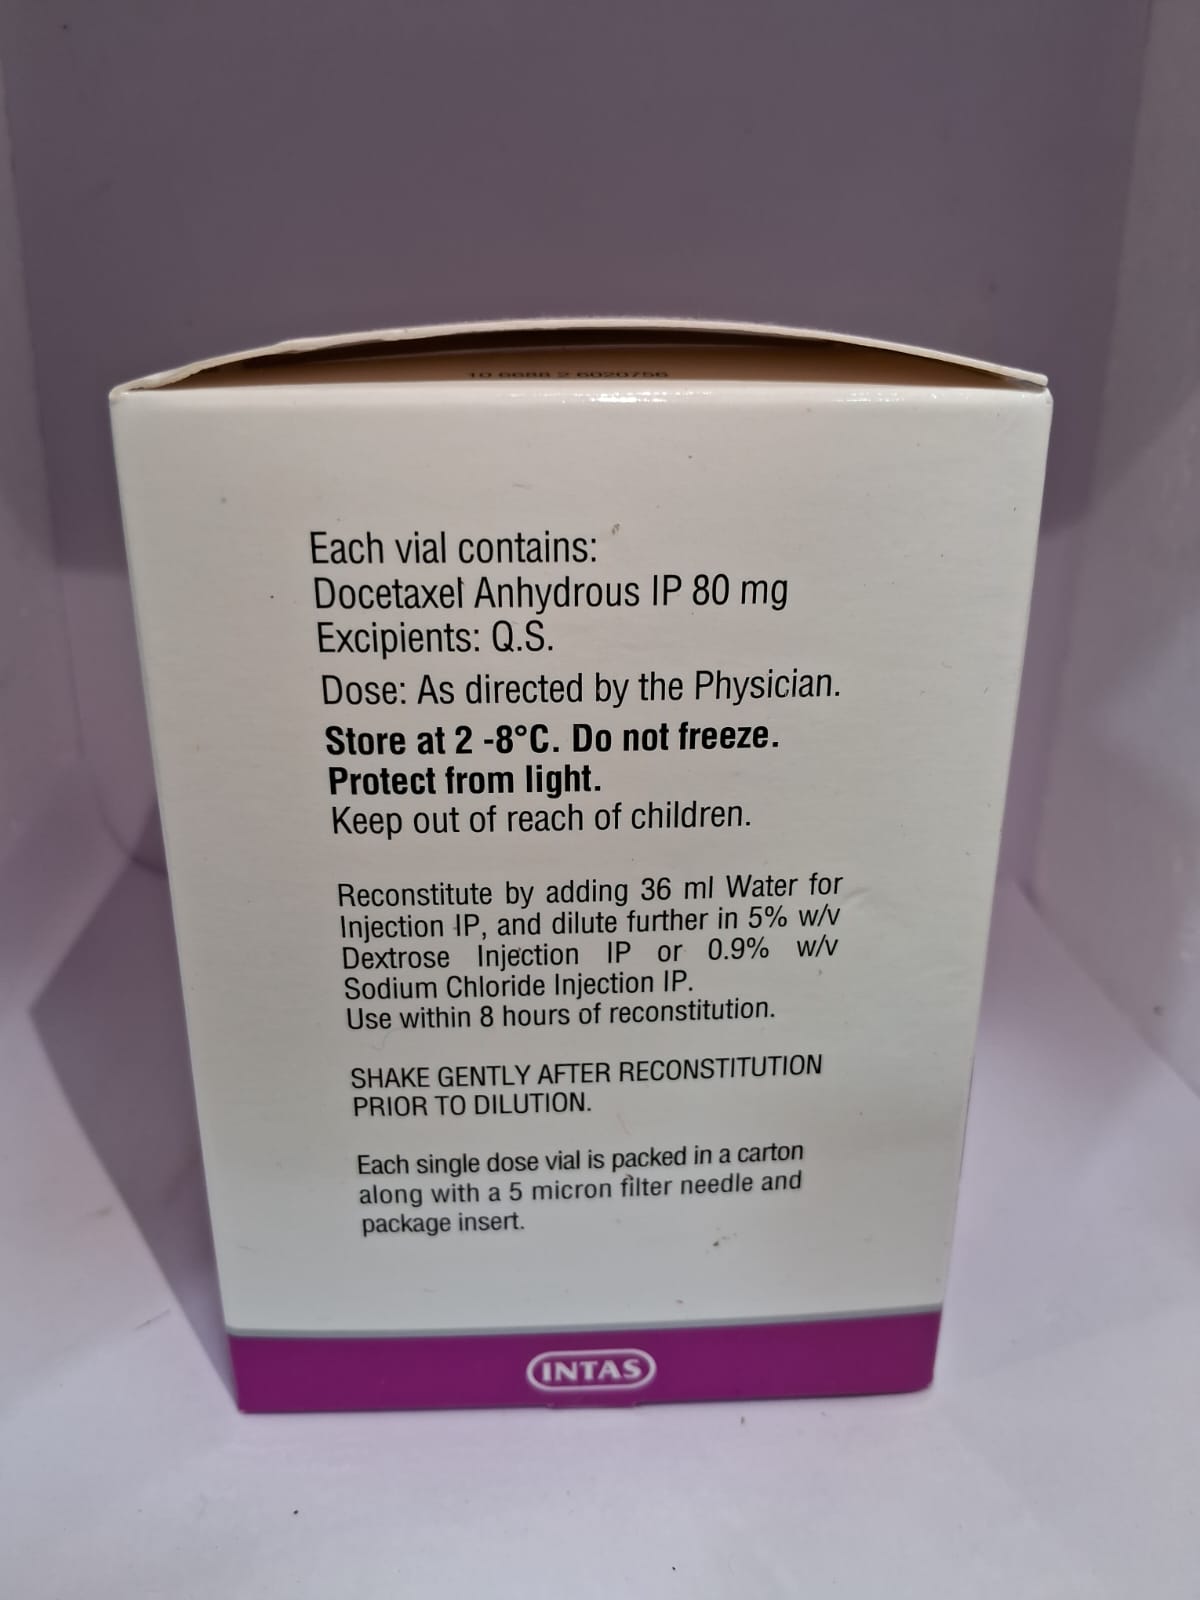 10 6688 2 6020756
Each vial contains:
Docetaxel Anhydrous IP 80 mg
Excipients: Q.S.
Dose: As directed by the Physician.
Store at 2 -8°C. Do not freeze.
Protect from light.
Keep out of reach of children.
Reconstitute by adding 36 ml Water for
Injection IP, and dilute further in 5% w/v
Dextrose Injection IP or 0.9% w/v
Sodium Chloride Injection IP.
Use within 8 hours of reconstitution.
SHAKE GENTLY AFTER RECONSTITUTION
PRIOR TO DILUTION.
Each single dose vial is packed in a carton
along with a 5 micron filter needle and
package insert.
INTAS